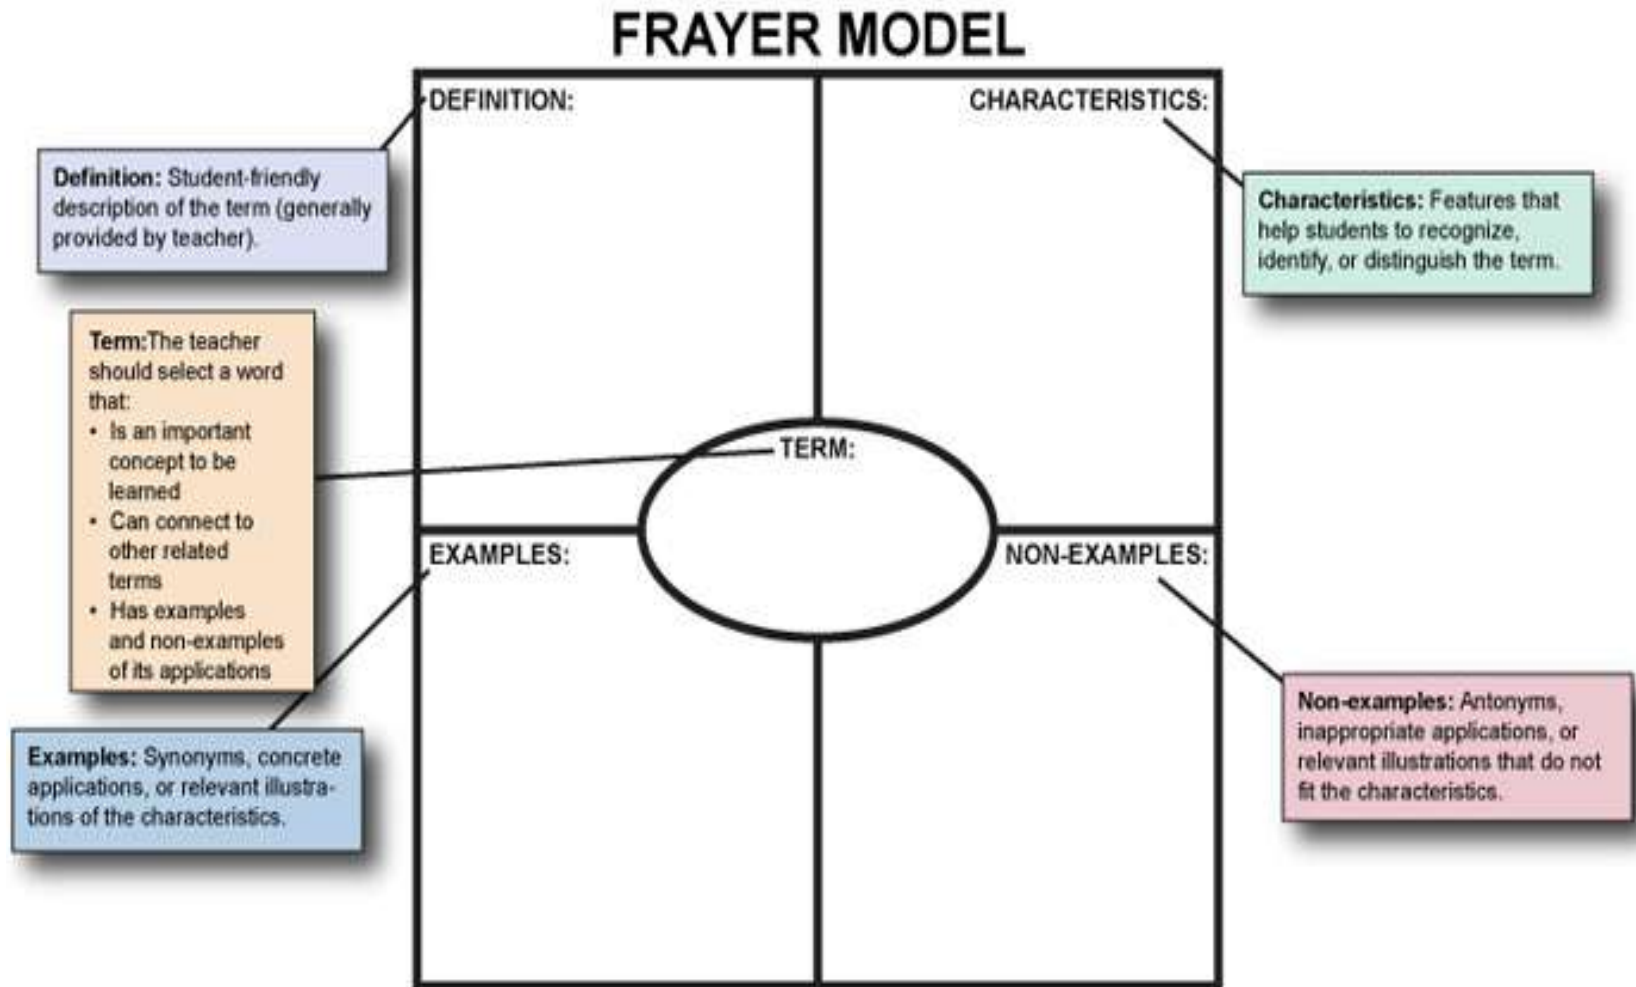 FRAYER MODEL
DEFINITION:
CHARACTERISTICS:
Definition: Student-friendly
description of the term (generally
provided by teacher).
Characteristics: Features that
help students to recognize,
identify, or distinguish the term.
Term:The teacher
should select a word
that:
• Is an important
concept to be
learned
• Can connect to
other related
terms
• Has examples
and non-examples
of its applications
TERM:
EXAMPLES:
NON-EXAMPLES:
Examples: Synonyms, concrete
applications, or relevant illustra-
tions of the characteristics.
Non-examples: Antonyms,
inappropriate applications, or
relevant illustrations that do not
fit the characteristics.